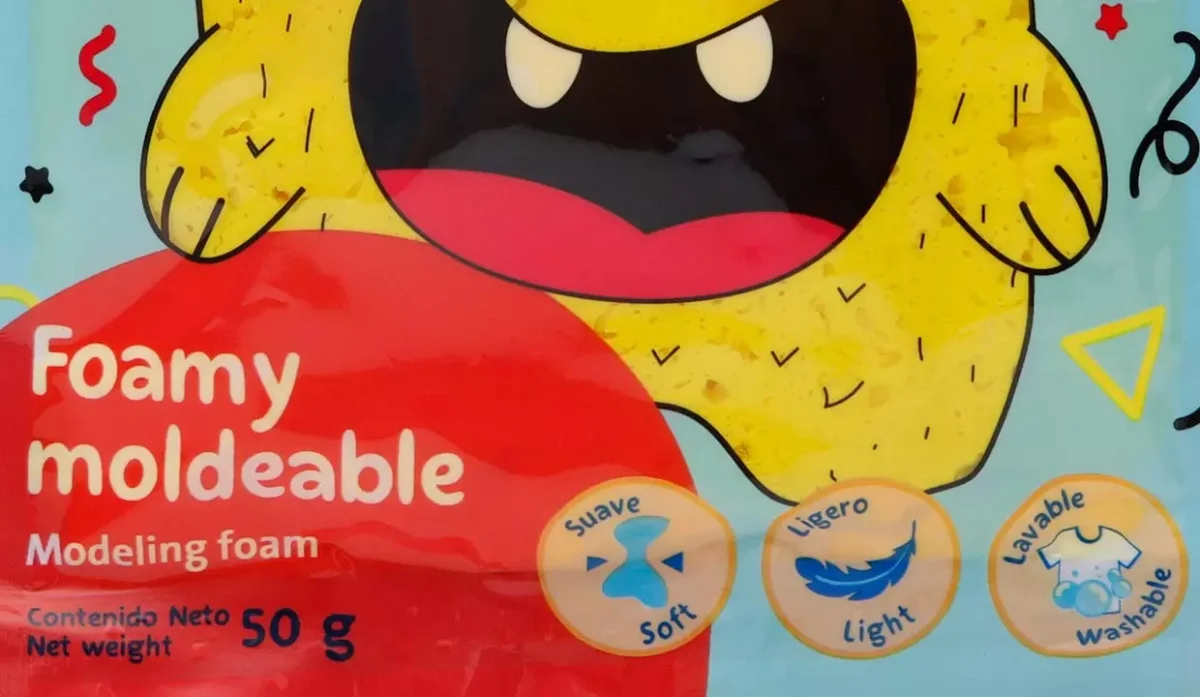 Foamy
moldeable
Modeling foam
Contenido Neto
Net weight
50 g
Suave
Soft
Ligero
Light
Lavable
Washable